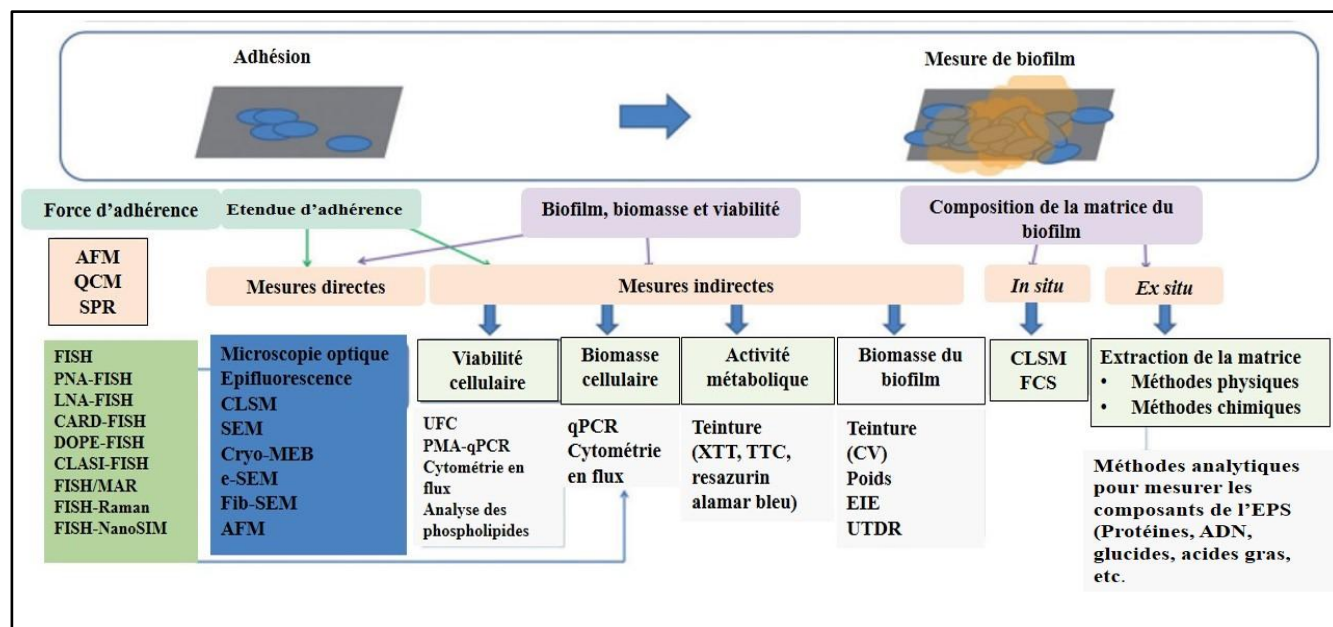 Adhésion
Mesure de biofilm
Force d’adhérence
Etendue d’adhérence
Biofilm, biomasse et viabilité
Composition de la matrice du
biofilm
AFM
QCM
SPR
Mesures directes
Mesures indirectes
In situ
Ex situ
FISH
PNA-FISH
LNA-FISH
CARD-FISH
DOPE-FISH
CLASI-FISH
FISH/MAR
FISH-Raman
FISH-NanoSIM
Microscopie optique
Epifluorescence
CLSM
SEM
Cryo-MEB
e-SEM
Fib-SEM
AFM
Viabilité
cellulaire
UFC
PMA-qPCR
Cytométrie en
flux
Analyse des
phospholipides
Biomasse
cellulaire
qPCR
Cytométrie
en flux
Activité
métabolique
Teinture
(XTT, TTC,
resazurin
alamar bleu)
Biomasse du
biofilm
Teinture
(CV)
Poids
EIE
UTDR
CLSM
FCS
Extraction de la matrice
• Méthodes physiques
• Méthodes chimiques
Méthodes analytiques
pour mesurer les
composants de l’EPS
(Protéines, ADN,
glucides, acides gras,
etc.